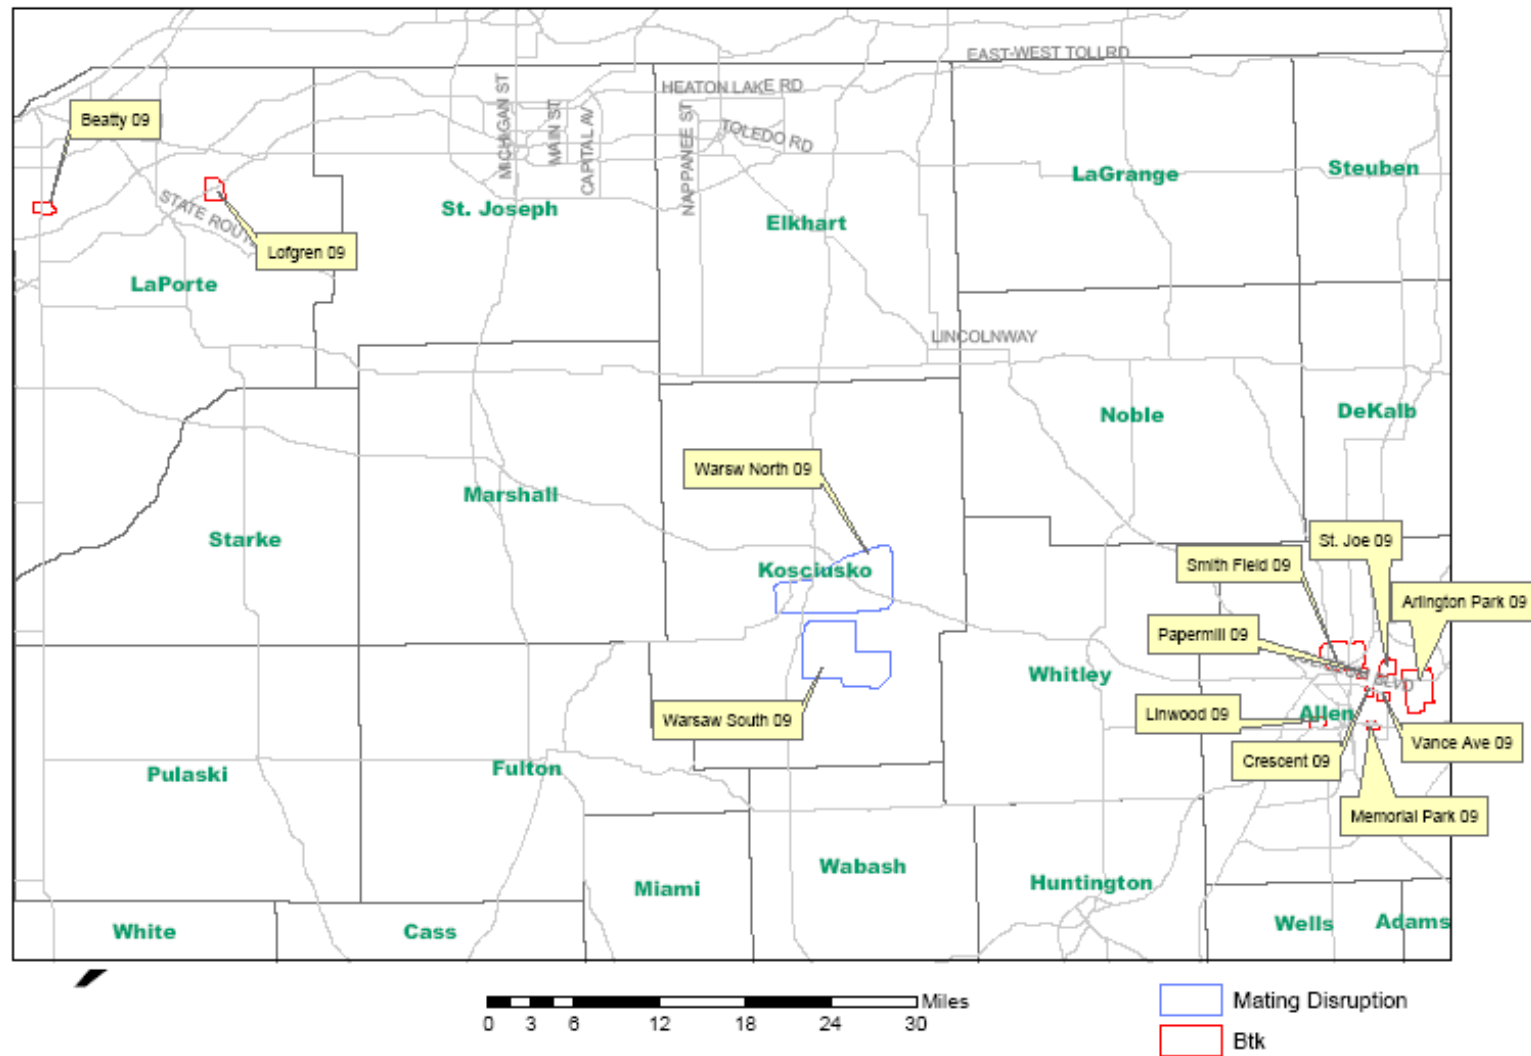 EAST-WEST TOLLRD
HEATON LAKE RD
Beatty 09
MICHIGAN ST
MAIN ST
CAPITAL AV
NAPPANEE ST
TOLEDO RD
LaGrange
Steuben
STATE ROUT
St. Joseph
Elkhart
Lofgren 09
LaPorte
LINCOLNWAY
Noble
DeKalb
Warsw North 09
Marshall
Starke
St. Joe 09
Smith Field 09
Kosciusko
Arlington Park 09
Papermill 09
Whitley
BLVD
Linwood 09
Allen
Warsaw South 09
Vance Ave 09
Crescent 09
Pulaski
Fulton
Memorial Park 09
Wabash
Miami
Huntington
White
Cass
Wells
Adams
Miles
0 3 6 12 18 24 30
Mating Disruption
Btk